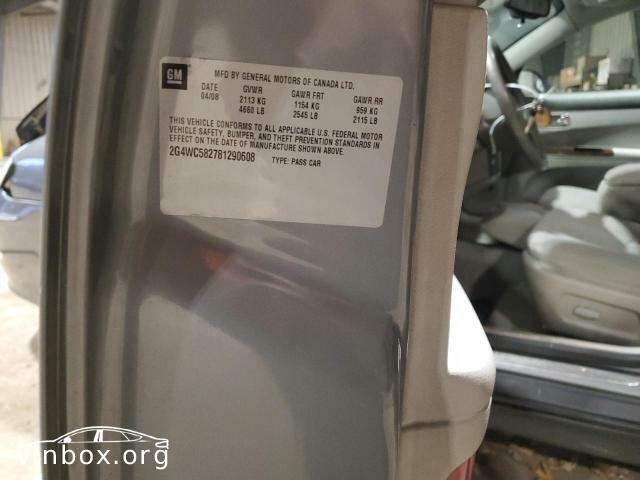 GM
MFD BY GENERAL MOTORS OF CANADA LTD.
DATE GVWR GAWR FRT GAWR RR
04/08 2113 KG 1154 KG 959 KG
4660 LB 2545 LB 2115 LB
THIS VEHICLE CONFORMS TO ALL APPLICABLE U.S. FEDERAL MOTOR
VEHICLE SAFETY, BUMPER, AND THEFT PREVENTION STANDARDS IN
EFFECT ON THE DATE OF MANUFACTURE SHOWN ABOVE.
2G4WC582781290608 TYPE: PASS CAR
Vinbox.org